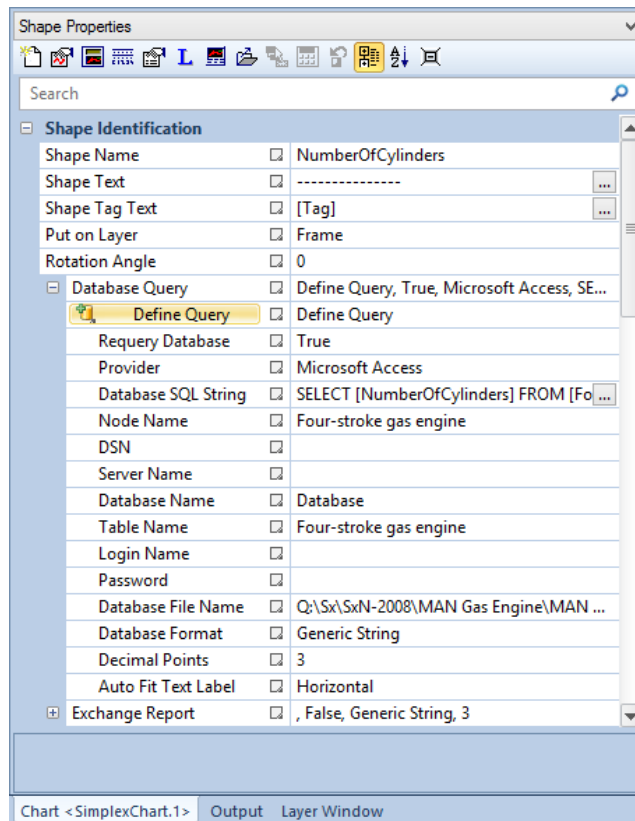 Shape Properties
L
Search
Shape Identification
Shape Name NumberOfCylinders
Shape Text --------------- ...
Shape Tag Text [Tag] ...
Put on Layer Frame
Rotation Angle 0
Database Query Define Query, True, Microsoft Access, SE...
Define Query Define Query
Requery Database True
Provider Microsoft Access
Database SQL String SELECT [NumberOfCylinders] FROM [Fo ...
Node Name Four-stroke gas engine
DSN
Server Name
Database Name Database
Table Name Four-stroke gas engine
Login Name
Password
Database File Name Q:\Sx\SxN-2008\MAN Gas Engine\MAN ...
Database Format Generic String
Decimal Points 3
Auto Fit Text Label Horizontal
Exchange Report , False, Generic String, 3
Chart <SimplexChart.1> Output Layer Window